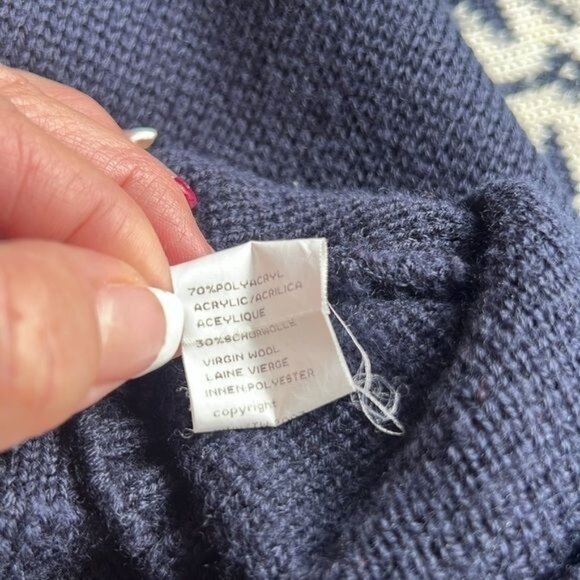 70%POLYACRYL
ACRYLIC/ACRILICA
ACEYLIQUE
30%SCHURWOLLE
VIRGIN WOOL
LAINE VIERGE
INNEN:POLYESTER
copyright